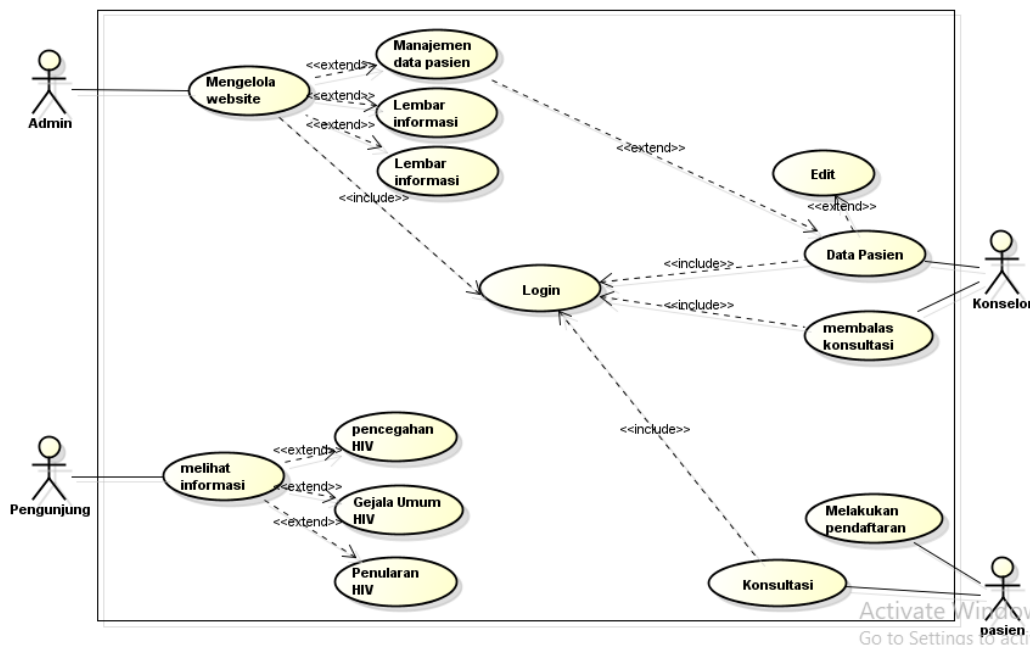 Manajemen
data pasien
<<extend>>
Mengelola
website
<<extend>>
Lembar
informasi
<<extend>>
Admin
Lembar
informasi
<<extend>>
<<include>>
Edit
<<extend>>
Data Pasien
<<include>>
Login
Konselor
<<include>>
membalas
konsultasi
<<include>>
pencegahan
HIV
<<extend>>
melihat
informasi
<<extend>>
Gejala Umum
HIV
Pengunjung
<<extend>>
Melakukan
pendaftaran
Penularan
HIV
Konsultasi
pasien
Activate Window
Go to Settings to acti